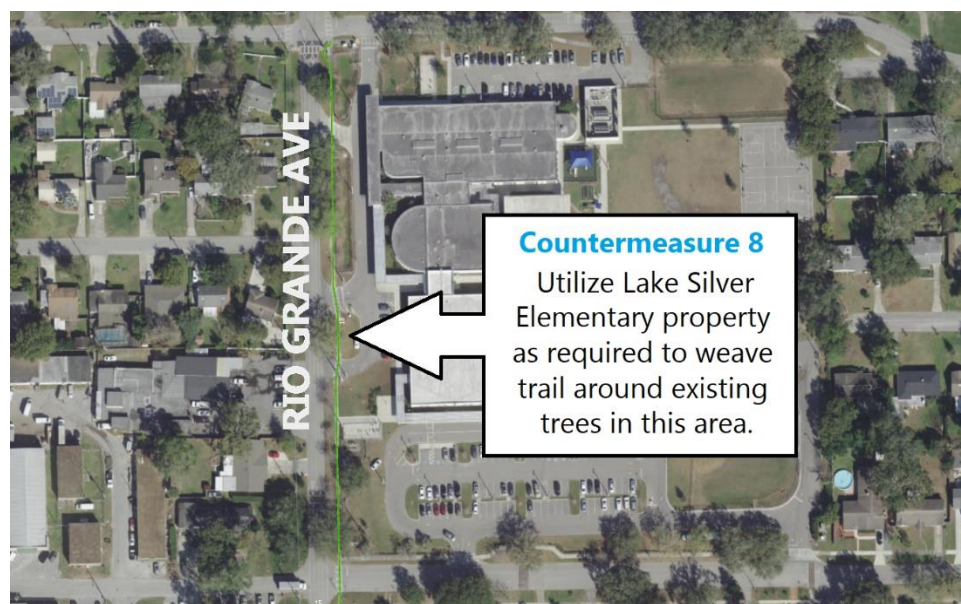 RIO GRANDE AVE
Countermeasure 8
Utilize Lake Silver
Elementary property
as required to weave
trail around existing
trees in this area.